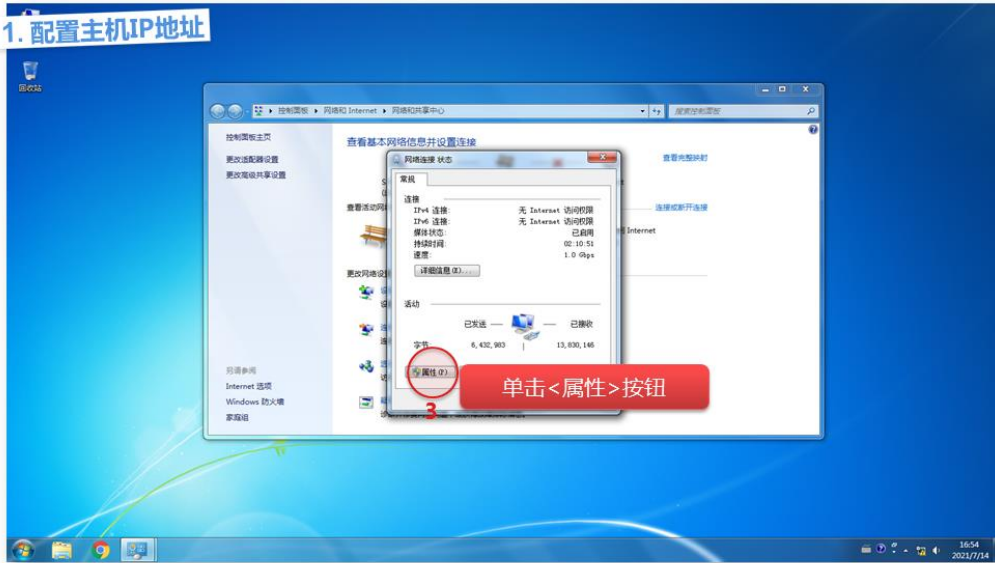 1. 配置主机IP地址
回收站
控制面板 网络和 Internet 网络和共享中心
搜索控制面板
控制面板主页
更改适配器设置
更改高级共享设置
查看基本网络信息并设置连接
查看完整映射
网络连接 状态
常规
连接
IPv4 连接: 无 Internet 访问权限
IPv6 连接: 无 Internet 访问权限
媒体状态: 已启用
持续时间: 02:10:51
速度: 1.0 Gbps
详细信息(E)...
查看活动网
连接或断开连接
Internet
更改网络设
活动
已发送 — — 已接收
字节: 6,432,983 | 13,830,146
属性(P)
3
单击<属性>按钮
另请参阅
Internet 选项
Windows 防火墙
家庭组
16:54
2021/7/14